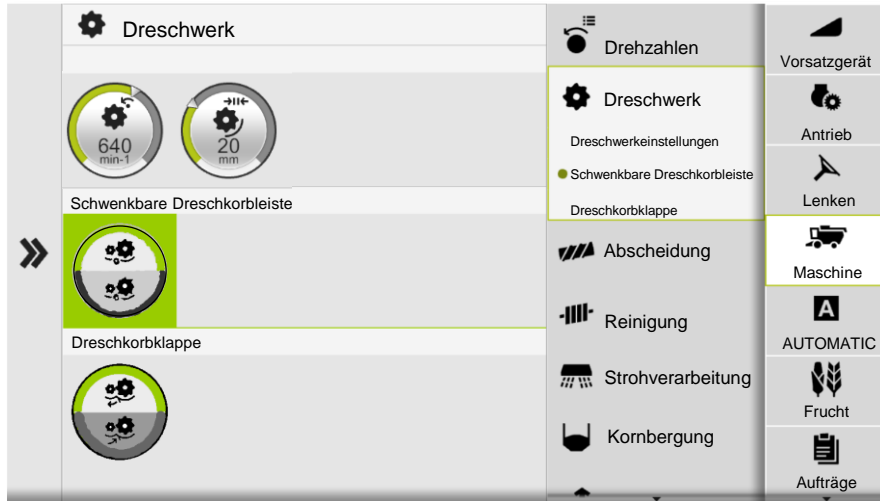 Dreschwerk
640
min-1
20
mm
Schwenkbare Dreschkorbleiste
Dreschkorbklappe
Drehzahlen
Dreschwerk
Dreschwerkeinstellungen
Schwenkbare Dreschkorbleiste
Dreschkorbklappe
Abscheidung
Reinigung
Strohverarbeitung
Kornbergung
Vorsatzgerät
Antrieb
Lenken
Maschine
A
AUTOMATIC
Frucht
Aufträge